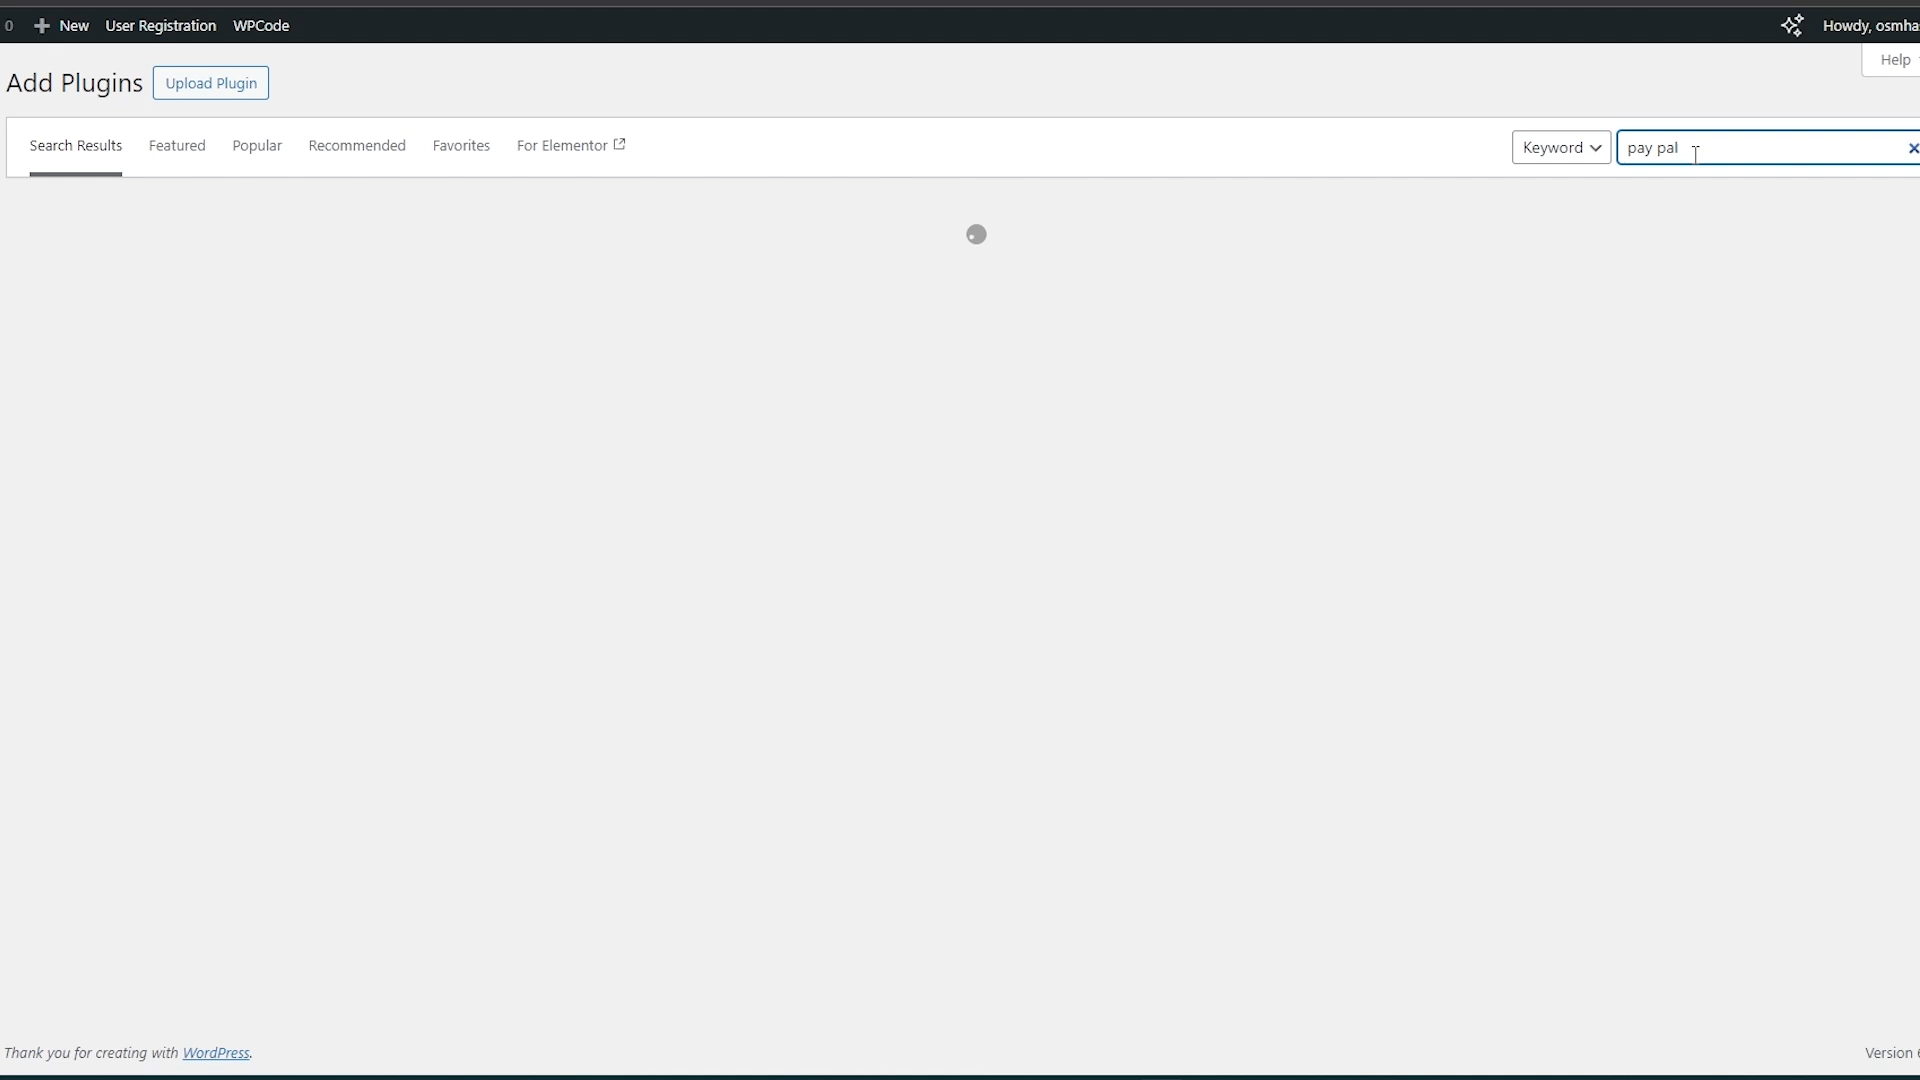 0 New User Registration WPCode Howdy, osmha
Help
Add Plugins Upload Plugin
Search Results Featured Popular Recommended Favorites For Elementor Keyword pay pal
Thank you for creating with WordPress. Version